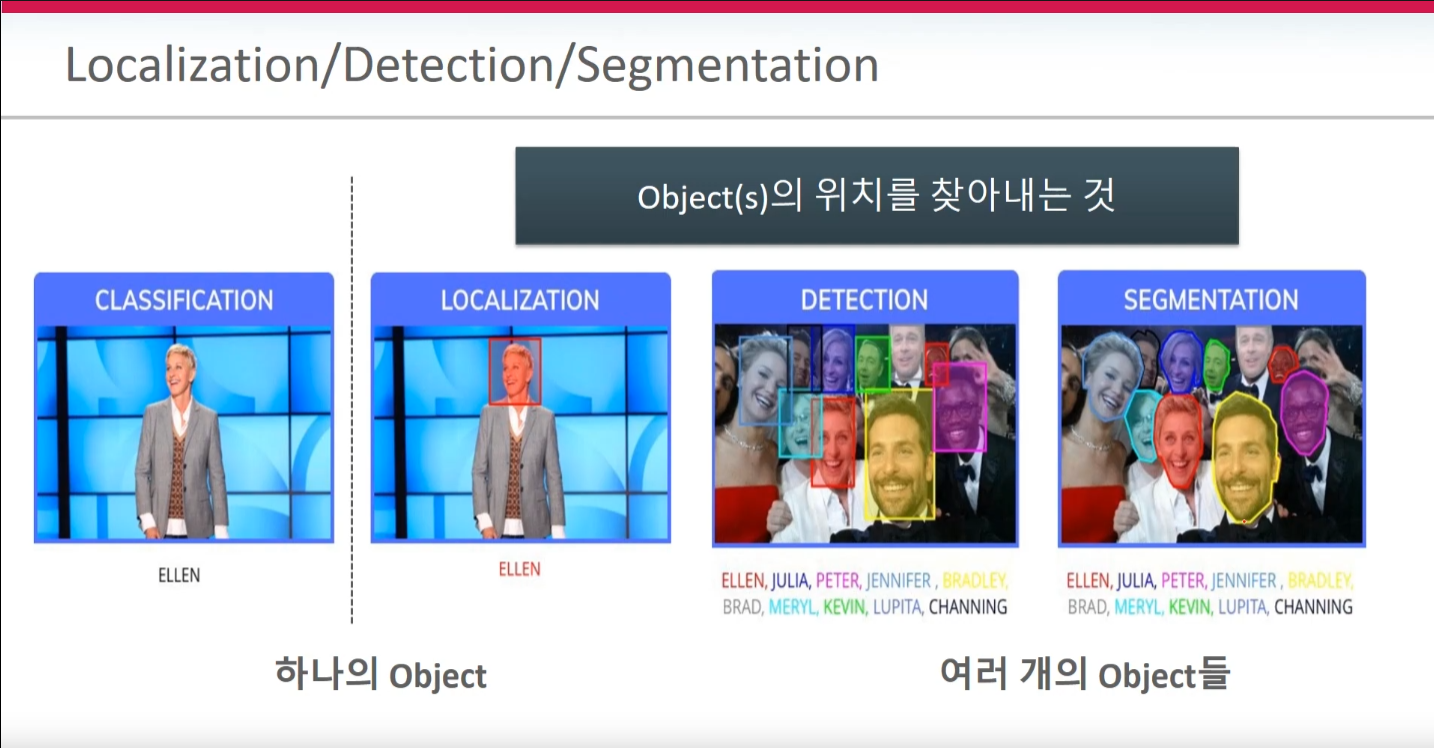 Localization/Detection/Segmentation
Object(s)의 위치를 찾아내는 것
CLASSIFICATION
LOCALIZATION
DETECTION
SEGMENTATION
ELLEN
ELLEN
ELLEN, JULIA, PETER, JENNIFER , BRADLEY,
BRAD, MERYL, KEVIN, LUPITA, CHANNING
ELLEN, JULIA, PETER, JENNIFER , BRADLEY,
BRAD, MERYL, KEVIN, LUPITA, CHANNING
하나의 Object
여러 개의 Object들